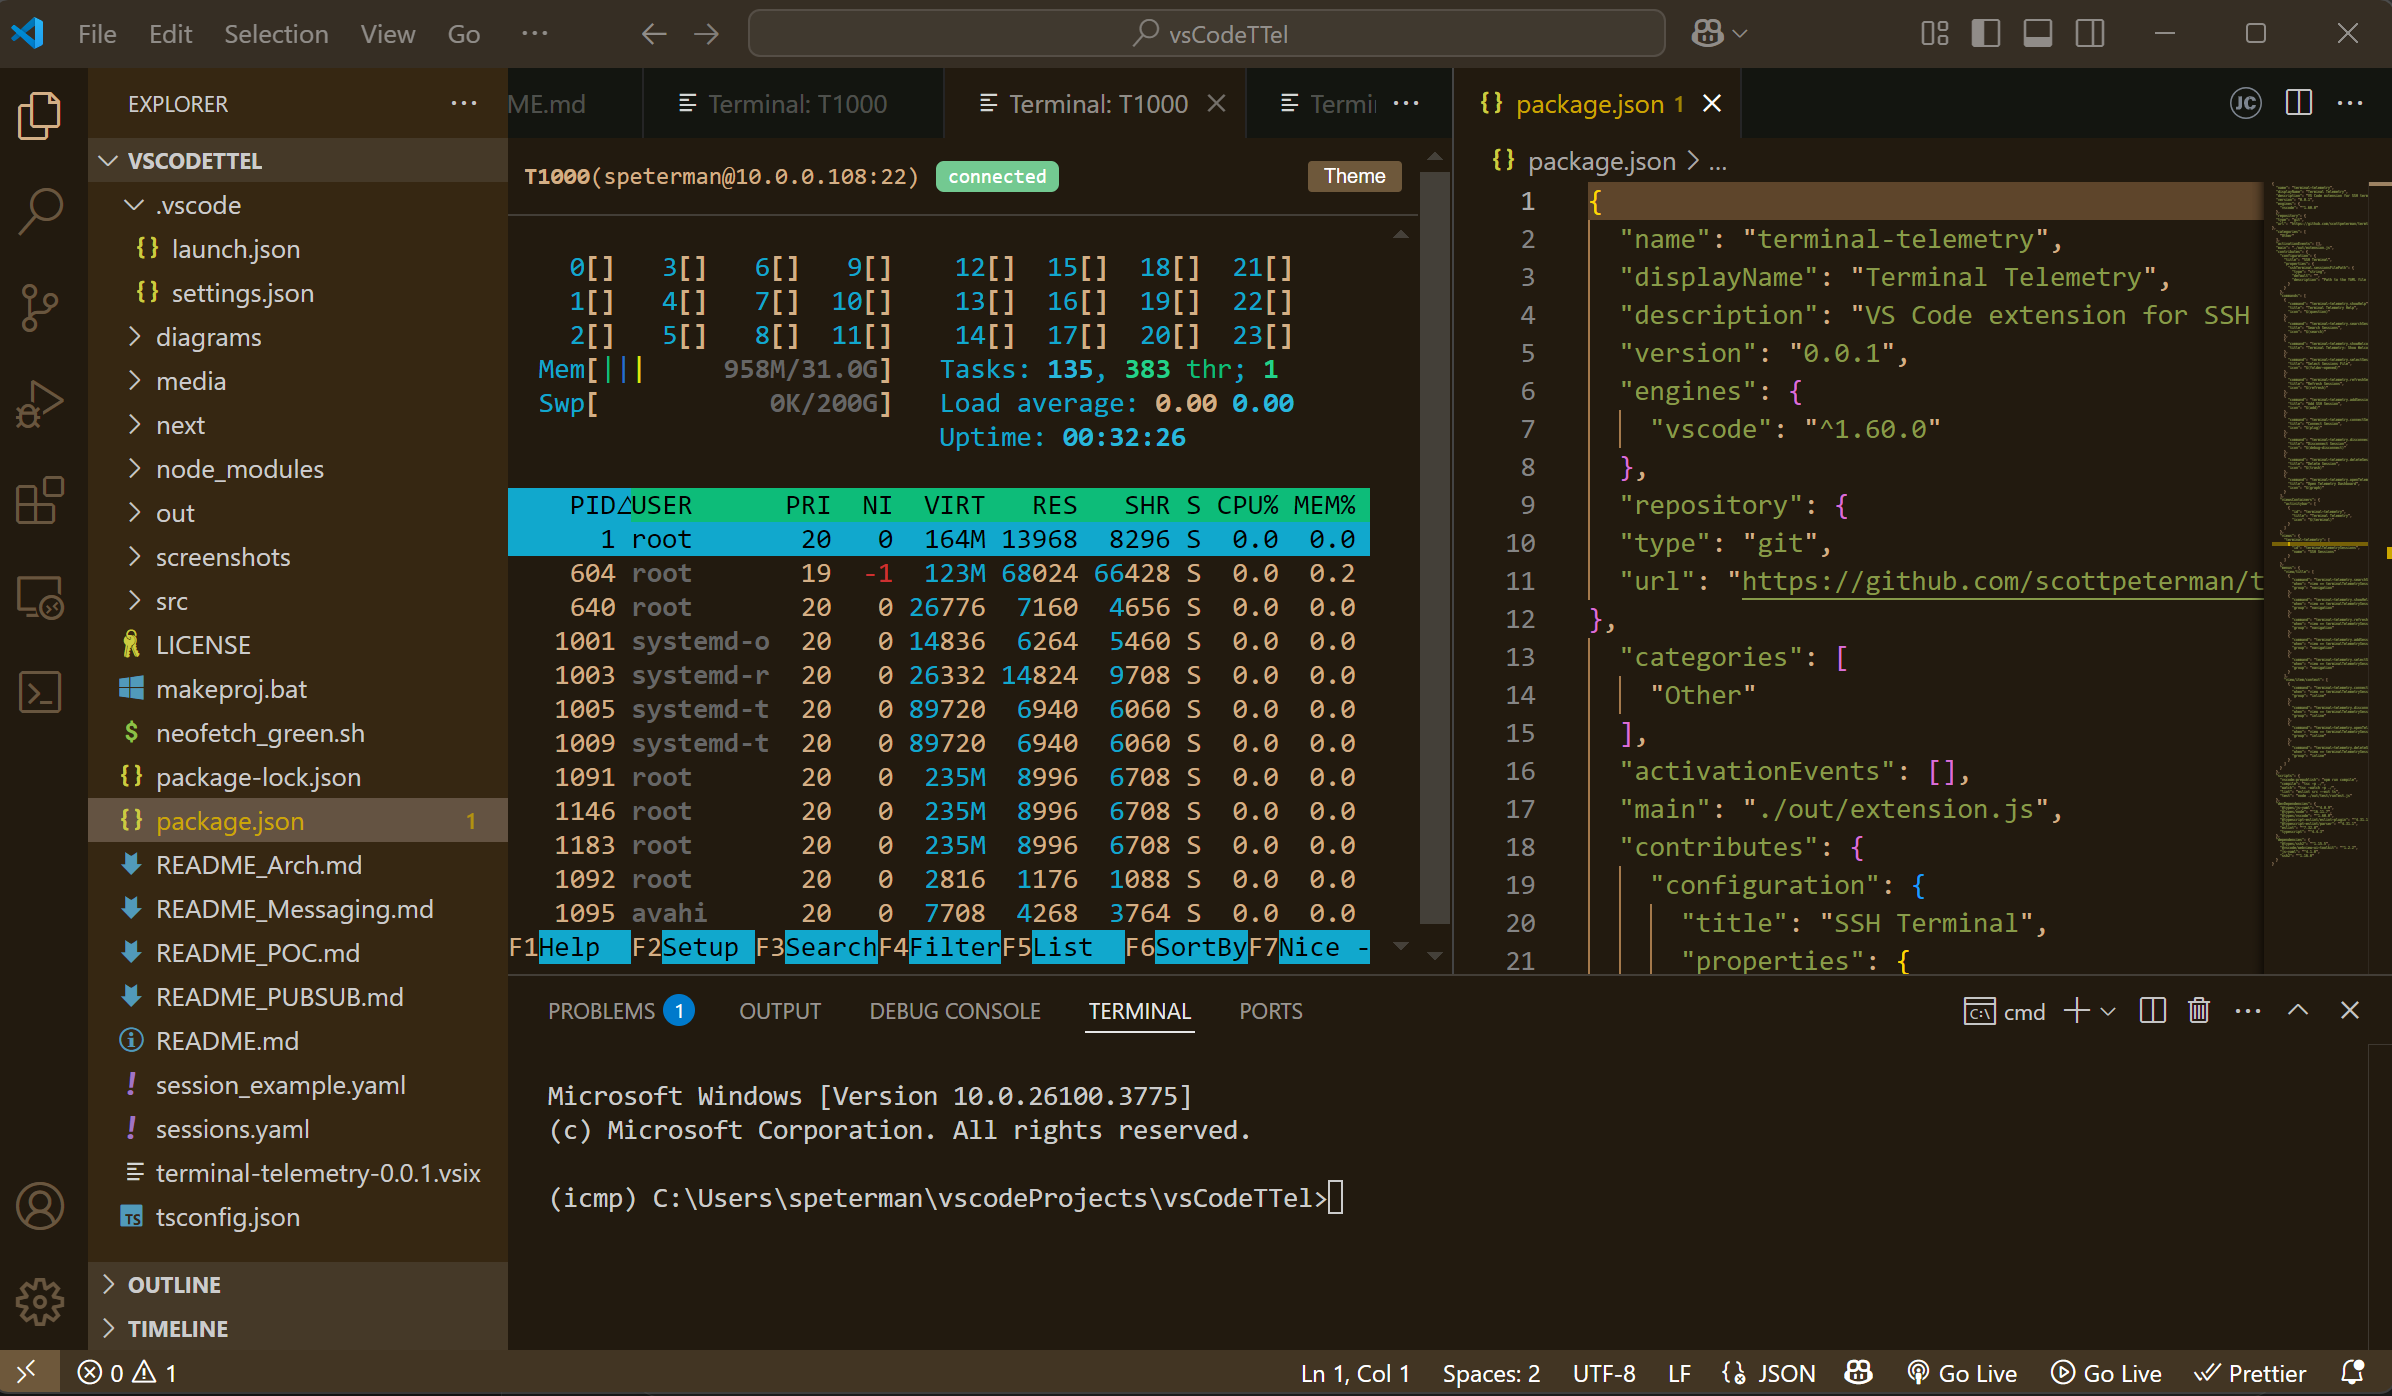 File Edit Selection View Go ...
vsCodeTTel
EXPLORER
VSCODETTEL
.vscode
launch.json
settings.json
diagrams
media
next
node_modules
out
screenshots
src
LICENSE
makeproj.bat
neofetch_green.sh
package-lock.json
package.json 1
README_Arch.md
README_Messaging.md
README_POC.md
README_PUBSUB.md
README.md
session_example.yaml
sessions.yaml
terminal-telemetry-0.0.1.vsix
tsconfig.json
OUTLINE
TIMELINE
ME.md Terminal: T1000 Terminal: T1000 Termi
T1000(speterman@10.0.0.108:22) connected Theme
0[] 3[] 6[] 9[] 12[] 15[] 18[] 21[]
1[] 4[] 7[] 10[] 13[] 16[] 19[] 22[]
2[] 5[] 8[] 11[] 14[] 17[] 20[] 23[]
Mem[||| 958M/31.0G] Tasks: 135, 383 thr; 1
Swp[ 0K/200G] Load average: 0.00 0.00
Uptime: 00:32:26
PID△USER PRI NI VIRT RES SHR S CPU% MEM%
1 root 20 0 164M 13968 8296 S 0.0 0.0
604 root 19 -1 123M 68024 66428 S 0.0 0.2
640 root 20 0 26776 7160 4656 S 0.0 0.0
1001 systemd-o 20 0 14836 6264 5460 S 0.0 0.0
1003 systemd-r 20 0 26332 14824 9708 S 0.0 0.0
1005 systemd-t 20 0 89720 6940 6060 S 0.0 0.0
1009 systemd-t 20 0 89720 6940 6060 S 0.0 0.0
1091 root 20 0 235M 8996 6708 S 0.0 0.0
1146 root 20 0 235M 8996 6708 S 0.0 0.0
1183 root 20 0 235M 8996 6708 S 0.0 0.0
1092 root 20 0 2816 1176 1088 S 0.0 0.0
1095 avahi 20 0 7708 4268 3764 S 0.0 0.0
F1Help F2Setup F3SearchF4FilterF5List F6SortByF7Nice -
package.json 1
JC
package.json > ...
1 {
2 "name": "terminal-telemetry",
3 "displayName": "Terminal Telemetry",
4 "description": "VS Code extension for SSH
5 "version": "0.0.1",
6 "engines": {
7 "vscode": "^1.60.0"
8 },
9 "repository": {
10 "type": "git",
11 "url": "https://github.com/scottpeterman/t
12 },
13 "categories": [
14 "Other"
15 ],
16 "activationEvents": [],
17 "main": "./out/extension.js",
18 "contributes": {
19 "configuration": {
20 "title": "SSH Terminal",
21 "properties": {
PROBLEMS 1 OUTPUT DEBUG CONSOLE TERMINAL PORTS
cmd
Microsoft Windows [Version 10.0.26100.3775]
(c) Microsoft Corporation. All rights reserved.
(icmp) C:\Users\speterman\vscodeProjects\vsCodeTTel>
0 1
Ln 1, Col 1 Spaces: 2 UTF-8 LF JSON Go Live Go Live Prettier